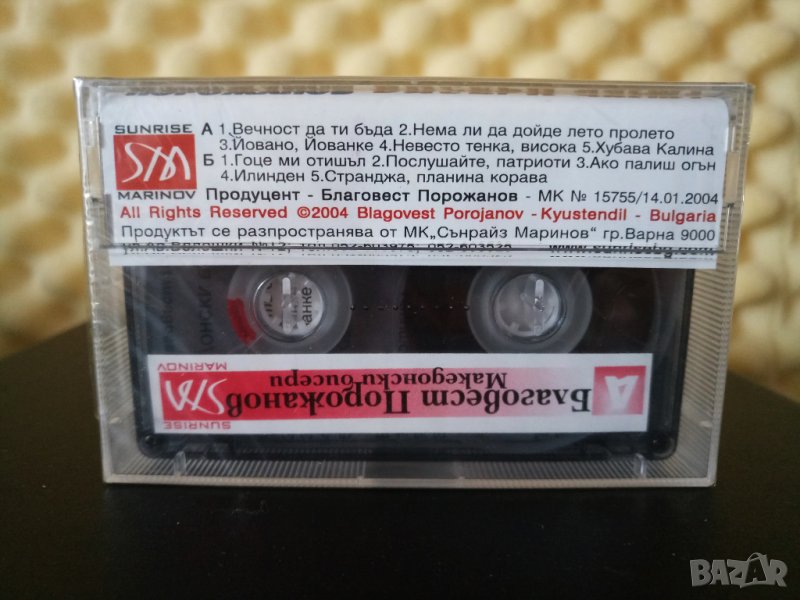 SUNRISE
SM
MARINOV
А 1.Вечност да ти бъда 2.Нема ли да дойде лето пролето
3.Йовано, Йованке 4.Невесто тенка, висока 5.Хубава Калина
Б 1.Гоце ми отишъл 2.Послушайте, патриоти 3.Ако палиш огън
4.Илинден 5.Странджа, планина корава
Продуцент - Благовест Порожанов - МК № 15755/14.01.2004
All Rights Reserved ©2004 Blagovest Porojanov - Kyustendil - Bulgaria
Продуктът се разпространява от МК„Сънрайз Маринов“ гр.Варна 9000
А
Благовест Порожанов
Македонски бисери
SUNRISE
SM
MARINOV
BAZAR